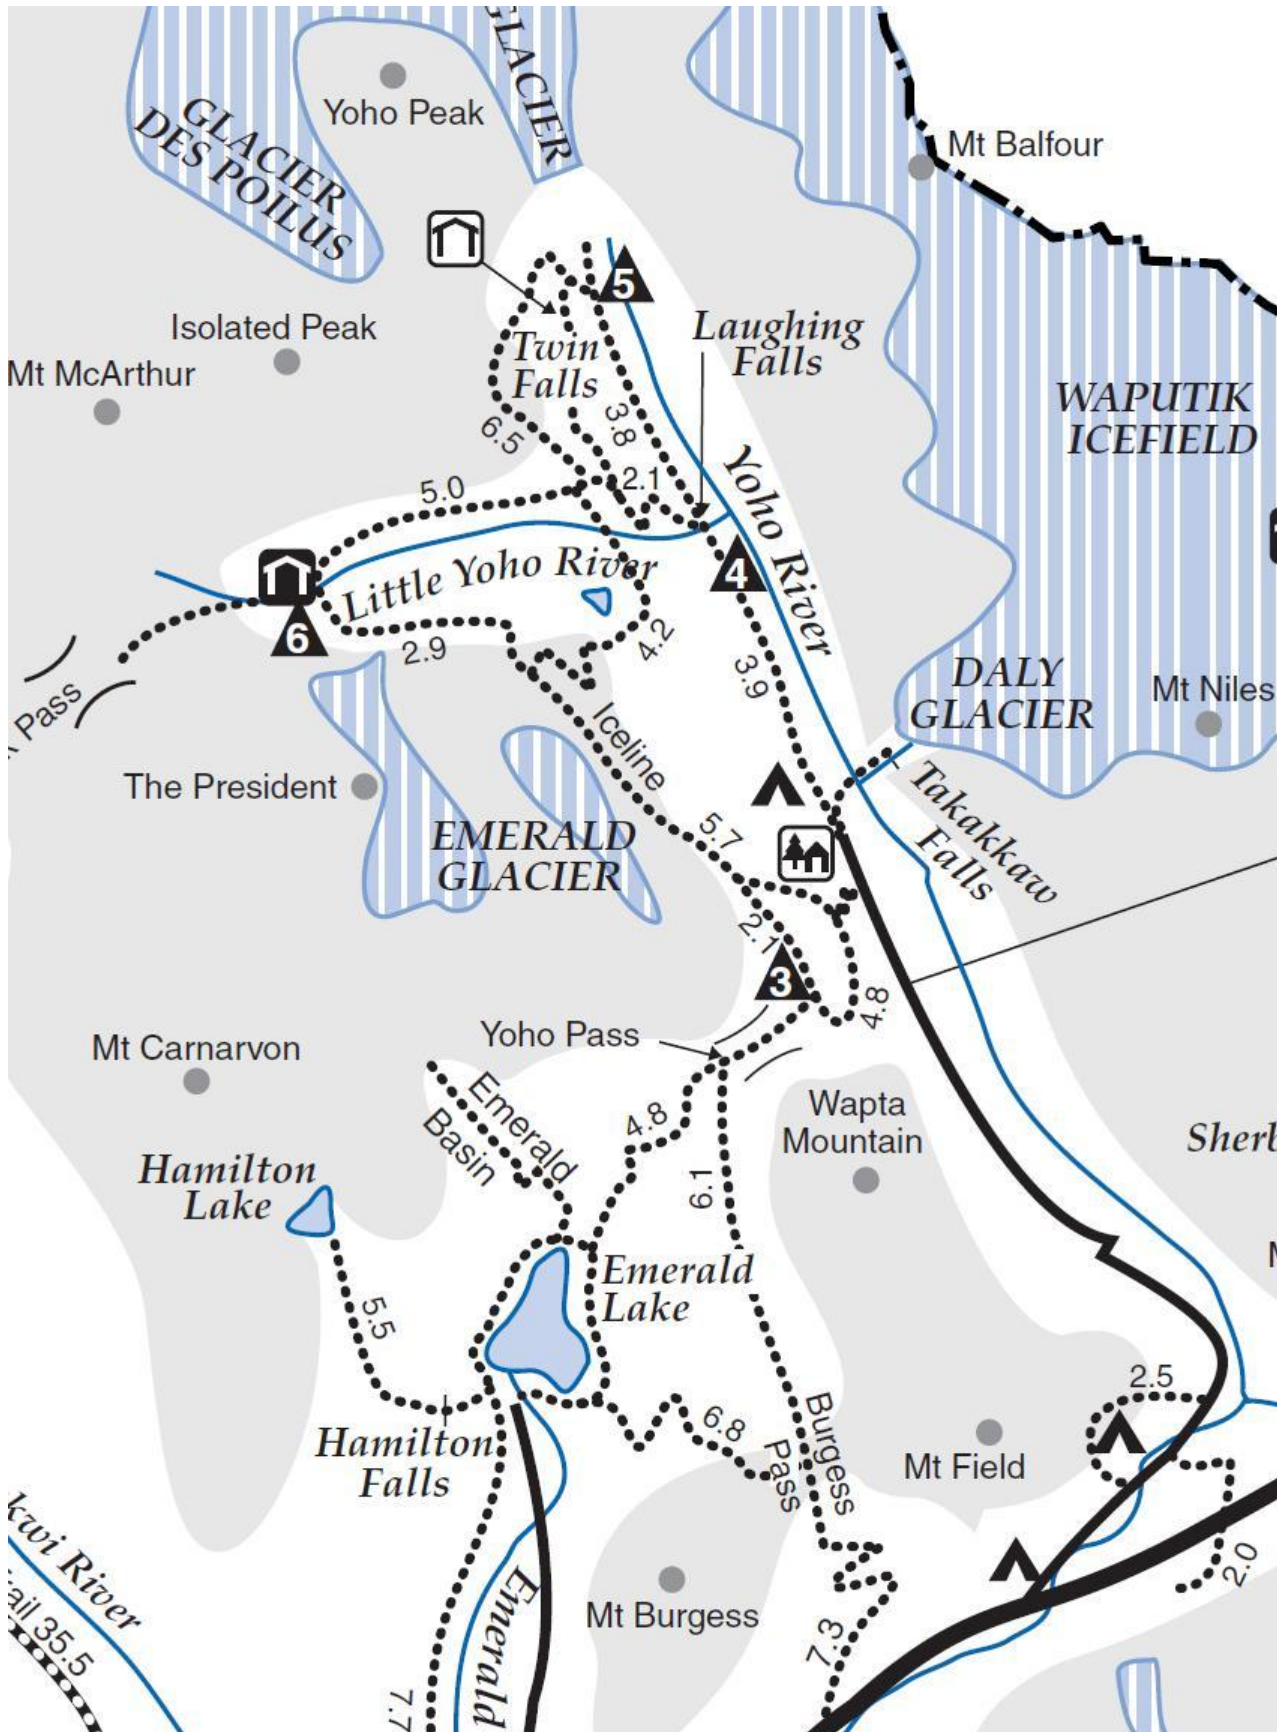 GLACIER
Yoho Peak
GLACIER
DES POILUS
Mt Balfour
5
Isolated Peak
Laughing
Falls
Twin
Falls
Mt McArthur
WAPUTIK
ICEFIELD
3.8
6.5
5.0
2.1
Yoho River
4
Little Yoho River
6
2.9
4.2
3.9
DALY
GLACIER
Mt Niles
Pass
Iceline
The President
Takakkaw
Falls
5.7
EMERALD
GLACIER
2.1
3
4.8
Yoho Pass
Mt Carnarvon
Emerald
Basin
4.8
Wapta
Mountain
6.1
Hamilton
Lake
Emerald
Lake
5.5
2.5
6.8
Burgess
Pass
Hamilton
Falls
Mt Field
kwi River
Emerald
2.0
Mt Burgess
ail 35.5
7.3
7.7